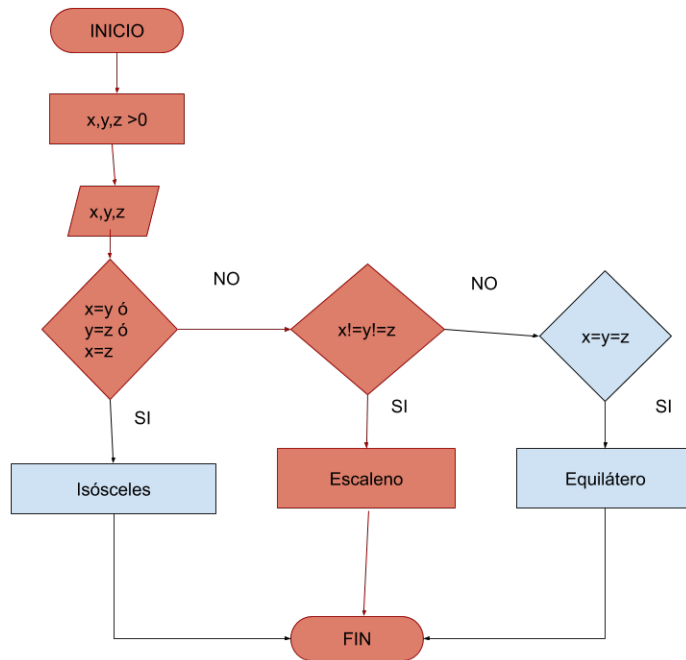 INICIO
x,y,z >0
x,y,z
x=y ó
y=z ó
x=z
NO
x!=y!=z
NO
x=y=z
SI
SI
SI
Isósceles
Escaleno
Equilátero
FIN